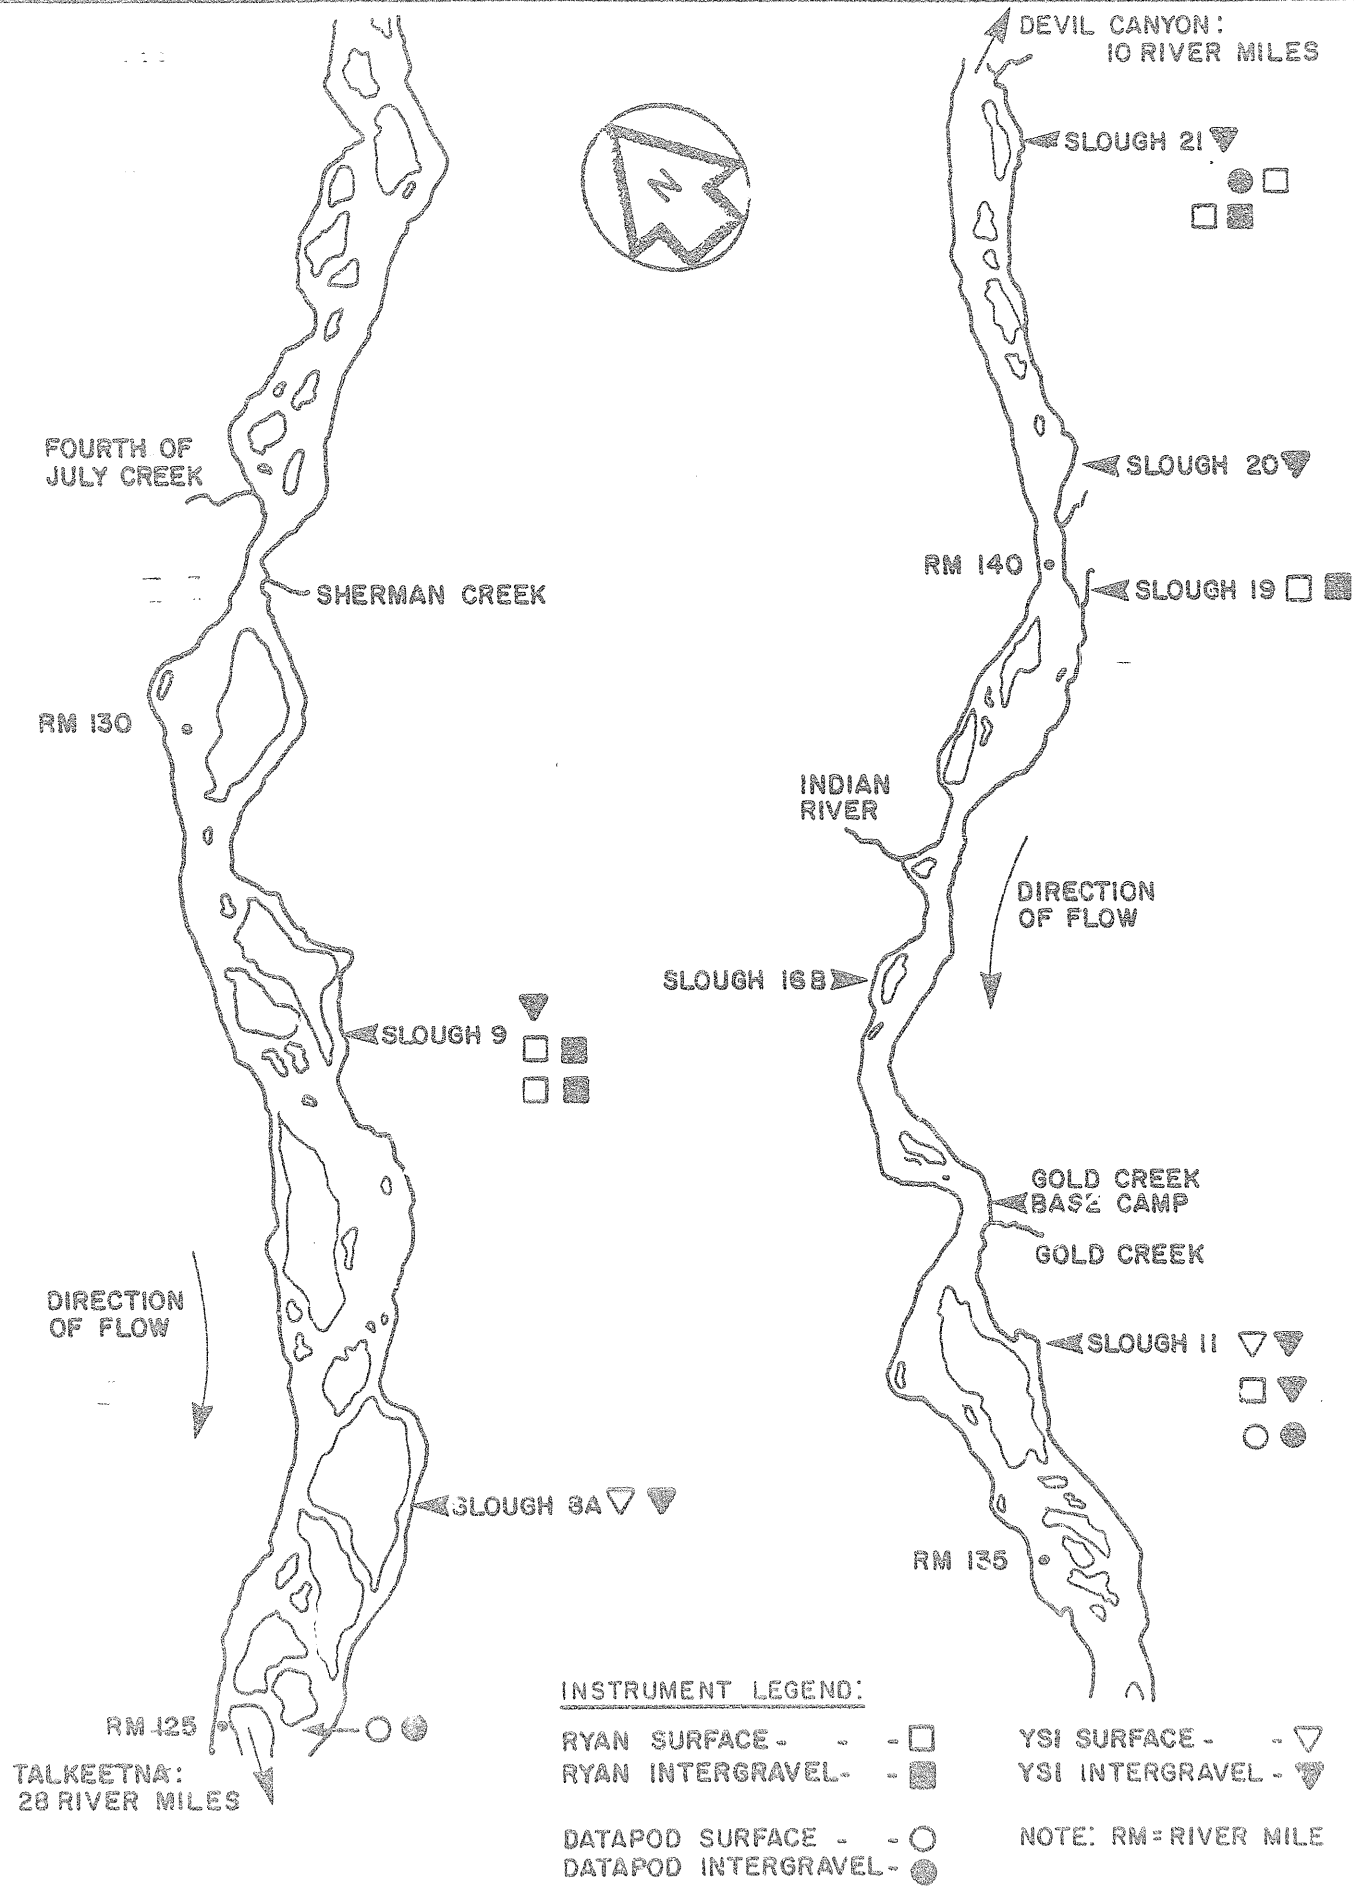 DEVIL CANYON:
10 RIVER MILES
SLOUGH 21
N
FOURTH OF
JULY CREEK
SLOUGH 20
RM 140
SLOUGH 19
SHERMAN CREEK
RM 130
INDIAN
RIVER
DIRECTION
OF FLOW
SLOUGH 16B
SLOUGH 9
GOLD CREEK
BASE CAMP
GOLD CREEK
DIRECTION
OF FLOW
SLOUGH 11
SLOUGH 8A
RM 135
RM 125
TALKEETNA:
28 RIVER MILES
INSTRUMENT LEGEND:
RYAN SURFACE - - -
RYAN INTERGRAVEL - -
DATAPOD SURFACE - -
DATAPOD INTERGRAVEL -
YSI SURFACE - -
YSI INTERGRAVEL -
NOTE: RM = RIVER MILE